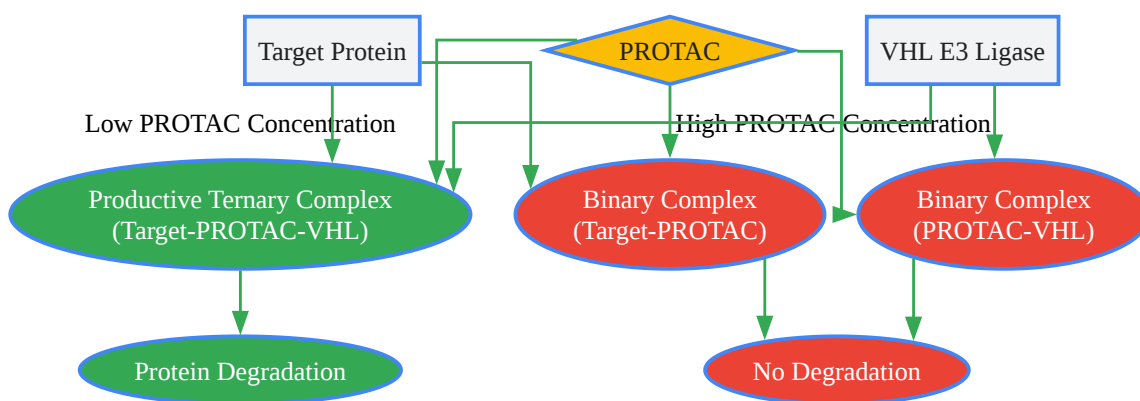 Target Protein
PROTAC
VHL E3 Ligase
Low PROTAC Concentration
High PROTAC Concentration
Productive Ternary Complex
(Target-PROTAC-VHL)
Binary Complex
(Target-PROTAC)
Binary Complex
(PROTAC-VHL)
Protein Degradation
No Degradation